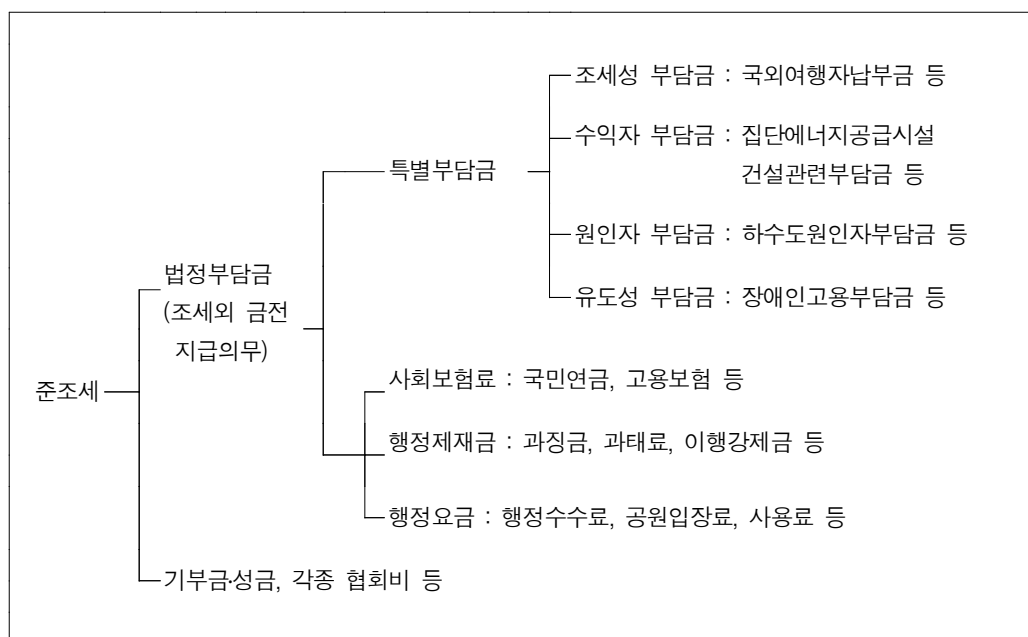 조세성 부담금 : 국외여행자납부금 등
수익자 부담금 : 집단에너지공급시설
건설관련부담금 등
특별부담금
원인자 부담금 : 하수도원인자부담금 등
유도성 부담금 : 장애인고용부담금 등
법정부담금
(조세외 금전
지급의무)
사회보험료 : 국민연금, 고용보험 등
준조세
행정제재금 : 과징금, 과태료, 이행강제금 등
행정요금 : 행정수수료, 공원입장료, 사용료 등
기부금·성금, 각종 협회비 등